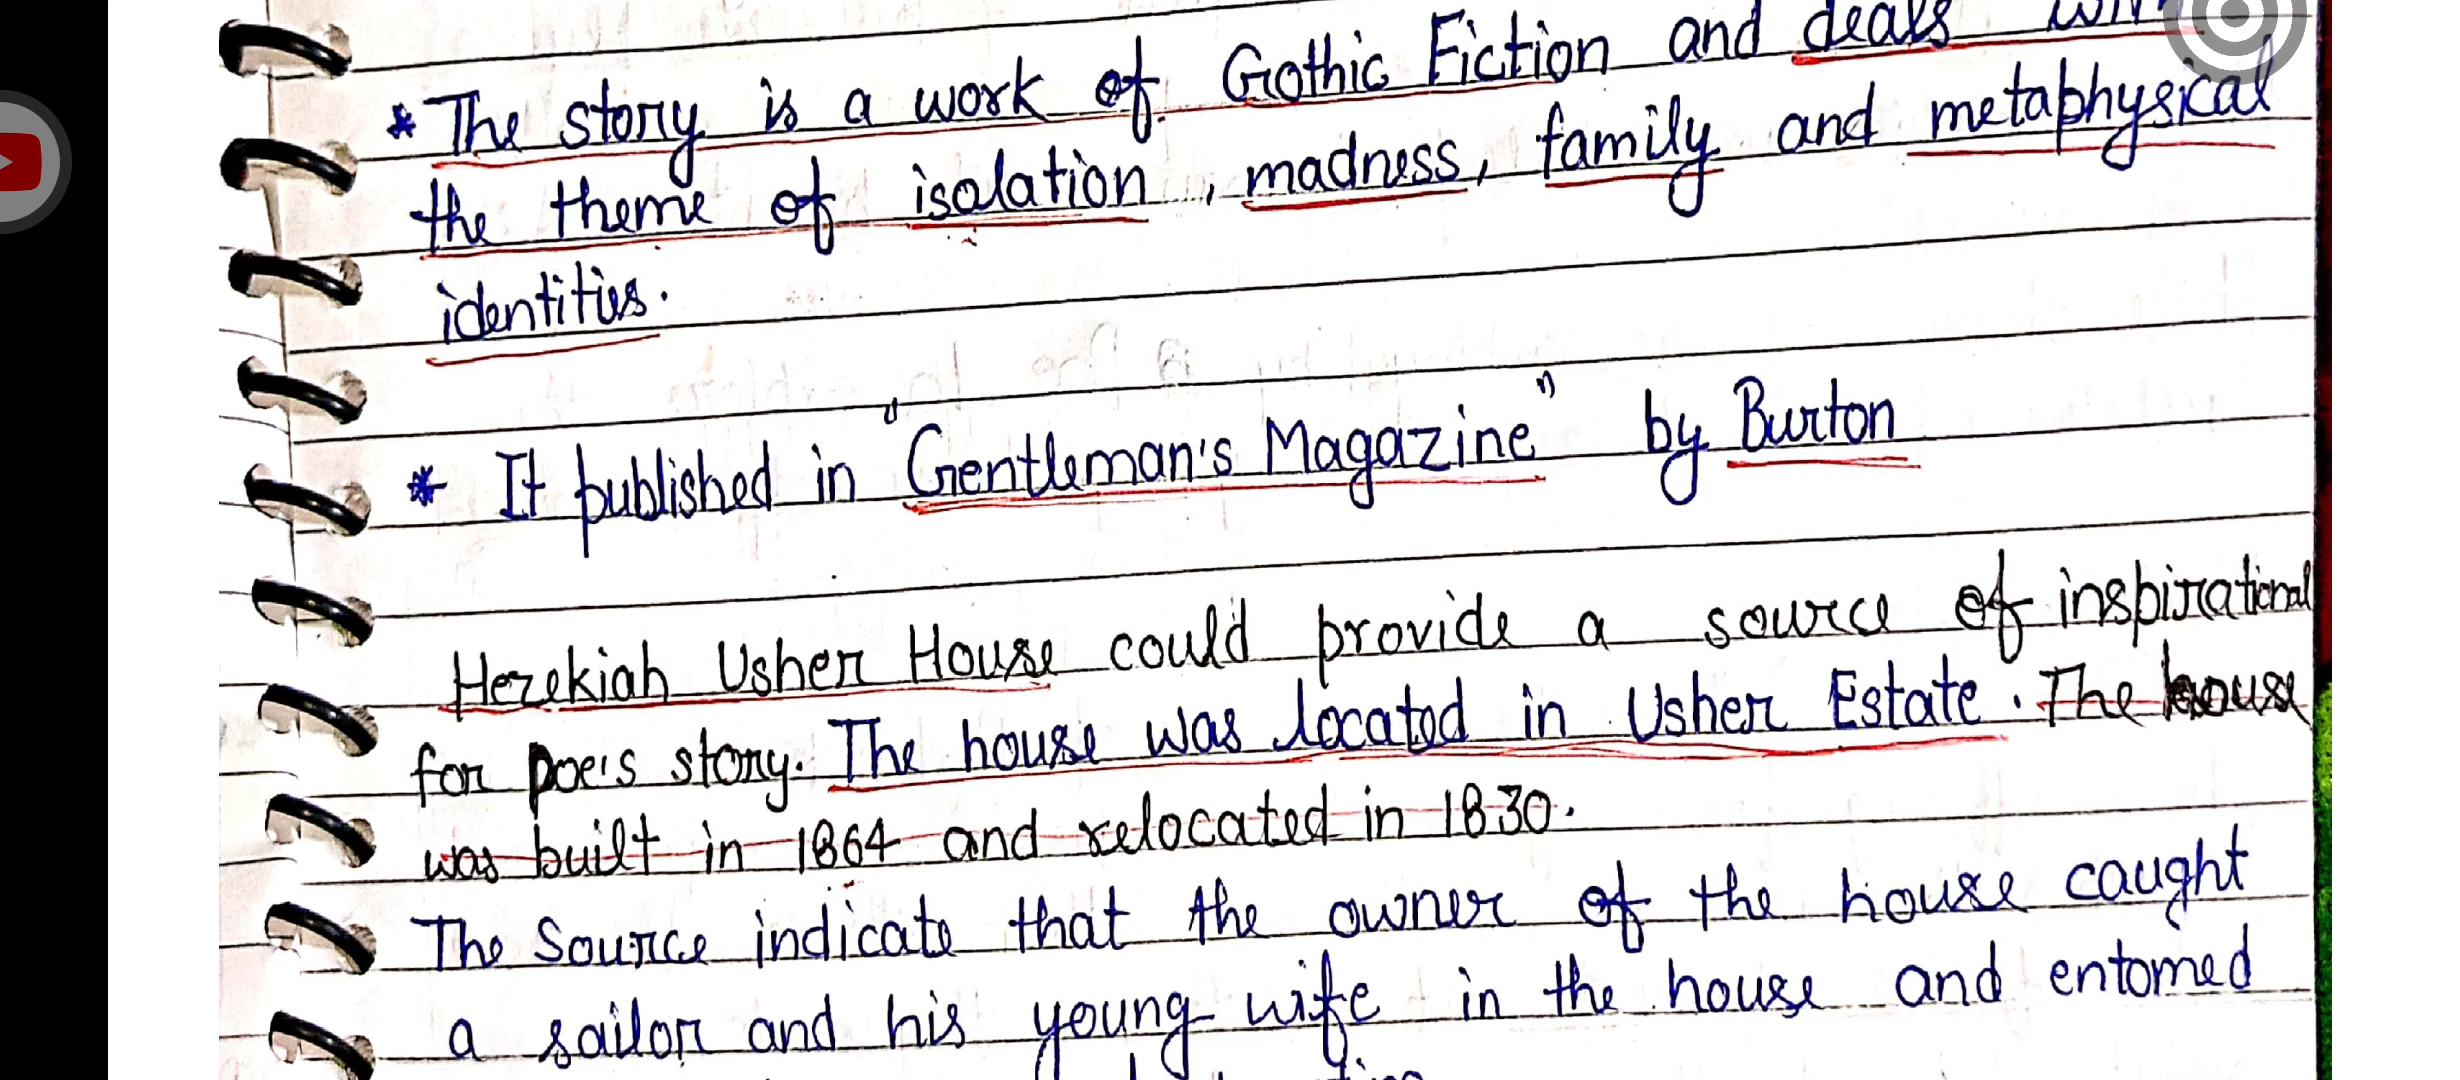 * The story is a work of Gothic Fiction and deals with
the theme of isolation, madness, family and metaphysical
identities.
* It published in "Gentleman's Magazine" by Burton
Hezekiah Usher House could provide a source of inspirational
for poe's story. The house was located in Usher Estate. The house
was built in 1864 and relocated in 1830.
The Source indicate that the owner of the house caught
a sailor and his young wife in the house and entomed